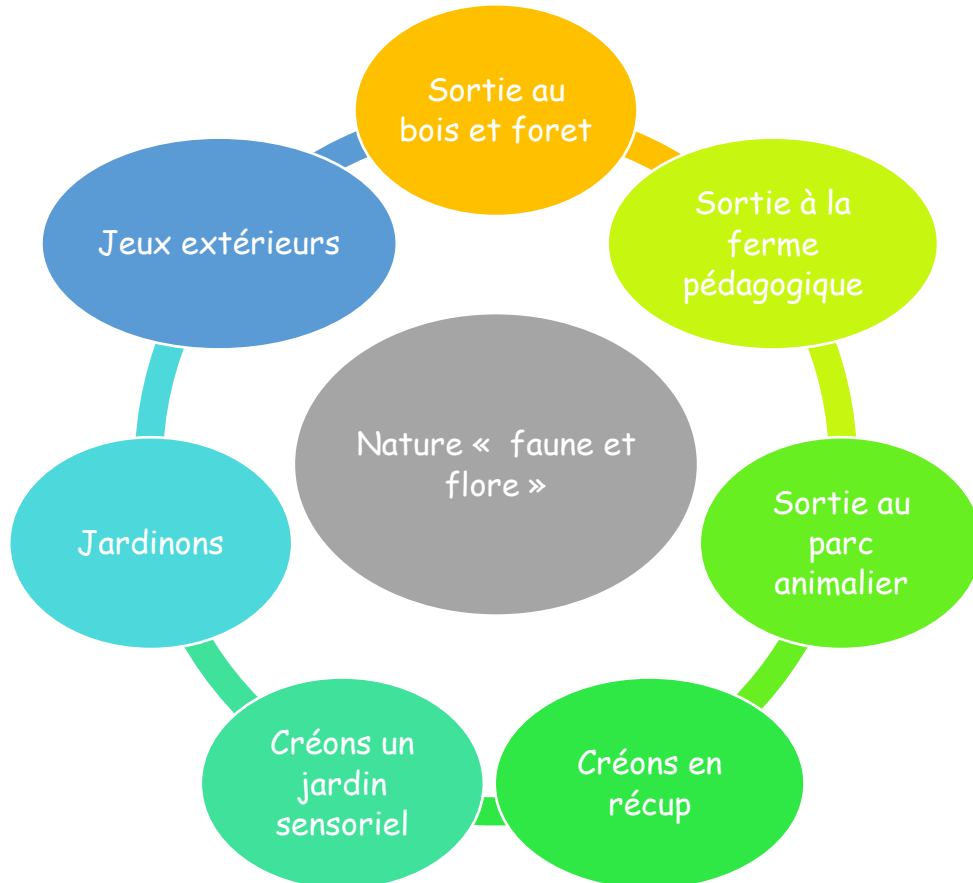 Sortie au
bois et foret
Sortie à la
ferme
pédagogique
Sortie au
parc
animalier
Créons en
récup
Créons un
jardin
sensoriel
Jardinons
Jeux extérieurs
Nature «  faune et
flore »